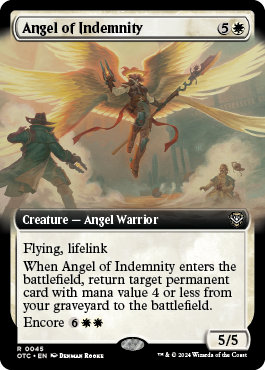 Angel of Indemnity 5
Creature — Angel Warrior
Flying, lifelink
When Angel of Indemnity enters the
battlefield, return target permanent
card with mana value 4 or less from
your graveyard to the battlefield.
Encore 6
5/5
R 0045
OTC • EN Denman Rooke
™ & © 2024 Wizards of the Coast